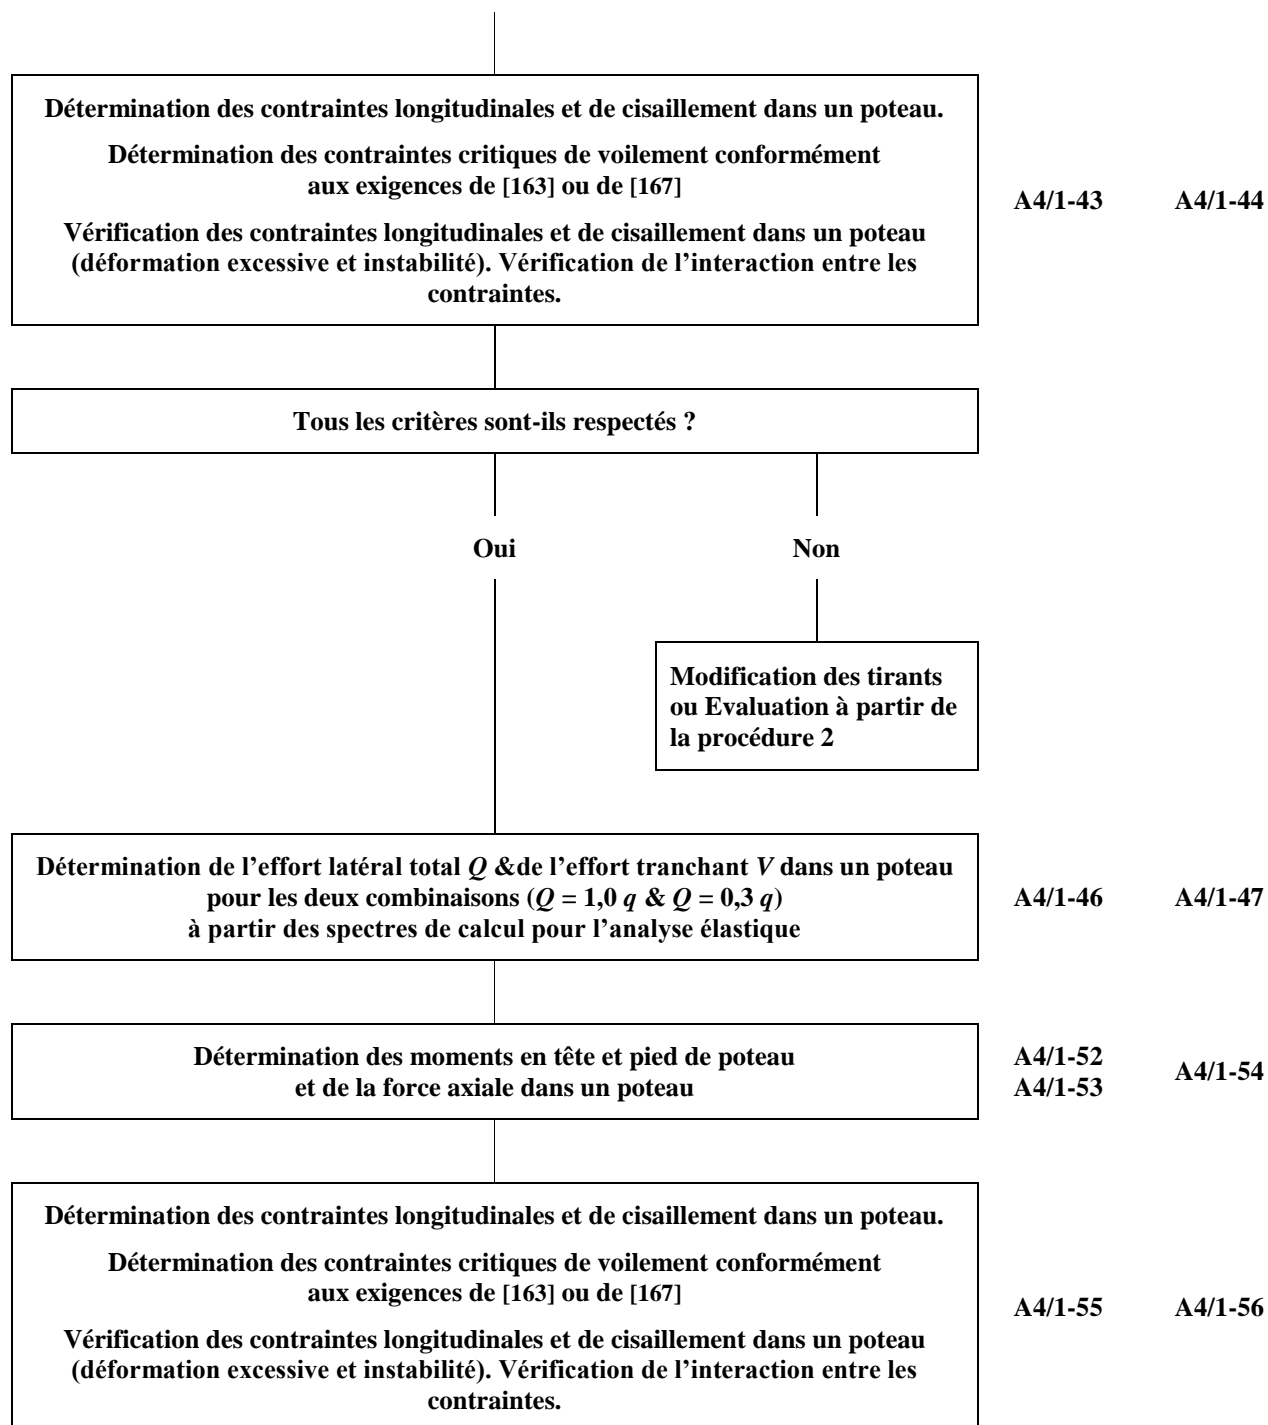 Détermination des contraintes longitudinales et de cisaillement dans un poteau.
Détermination des contraintes critiques de voilement conformément
aux exigences de [163] ou de [167]
Vérification des contraintes longitudinales et de cisaillement dans un poteau
(déformation excessive et instabilité). Vérification de l'interaction entre les
contraintes.
A4/1-43 A4/1-44
Tous les critères sont-ils respectés ?
Oui Non
Modification des tirants
ou Evaluation à partir de
la procédure 2
Détermination de l'effort latéral total Q &de l'effort tranchant V dans un poteau
pour les deux combinaisons (Q = 1,0 q & Q = 0,3 q)
à partir des spectres de calcul pour l'analyse élastique
A4/1-46 A4/1-47
Détermination des moments en tête et pied de poteau
et de la force axiale dans un poteau
A4/1-52
A4/1-53
A4/1-54
Détermination des contraintes longitudinales et de cisaillement dans un poteau.
Détermination des contraintes critiques de voilement conformément
aux exigences de [163] ou de [167]
Vérification des contraintes longitudinales et de cisaillement dans un poteau
(déformation excessive et instabilité). Vérification de l'interaction entre les
contraintes.
A4/1-55 A4/1-56